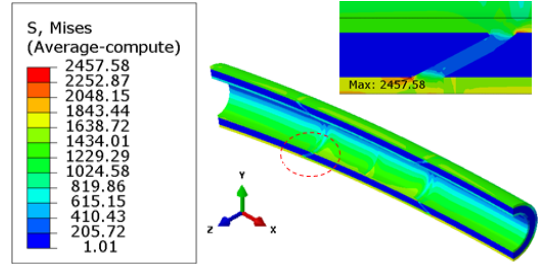 S, Mises
(Average-compute)
2457.58
2252.87
2048.15
1843.44
1638.72
1434.01
1229.29
1024.58
819.86
615.15
410.43
205.72
1.01
Max: 2457.58
Y
Z
X